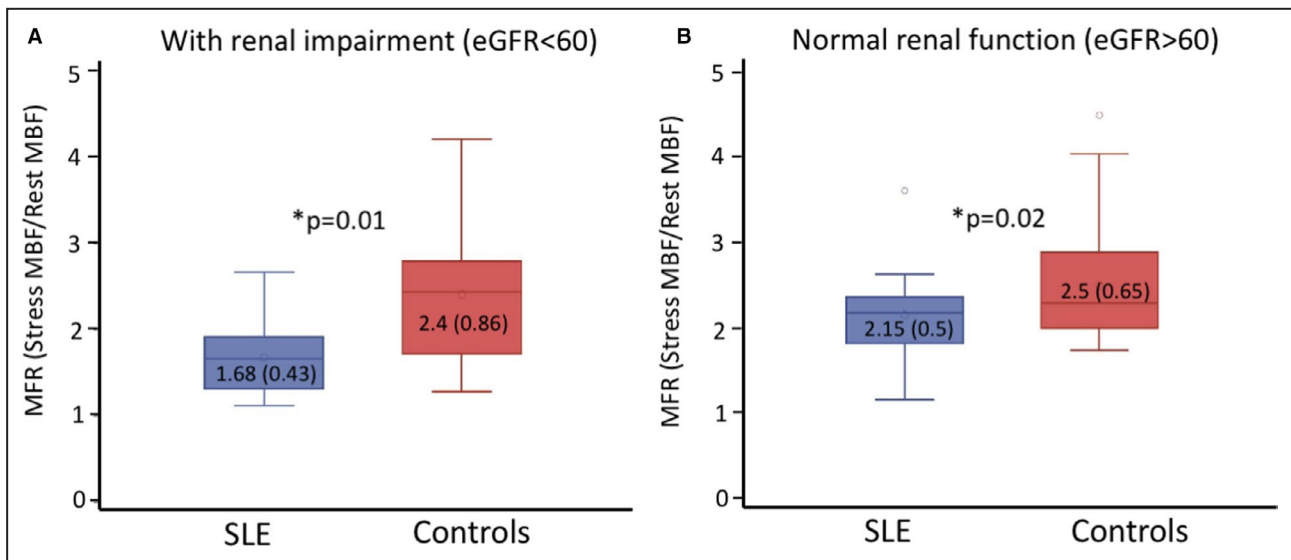 A
With renal impairment (eGFR<60)
MFR (Stress MBF/Rest MBF)
5
4
3
2
1
0
*p=0.01
1.68 (0.43)
2.4 (0.86)
SLE
Controls
B
Normal renal function (eGFR>60)
MFR (Stress MBF/Rest MBF)
5
4
3
2
1
0
*p=0.02
2.15 (0.5)
2.5 (0.65)
SLE
Controls